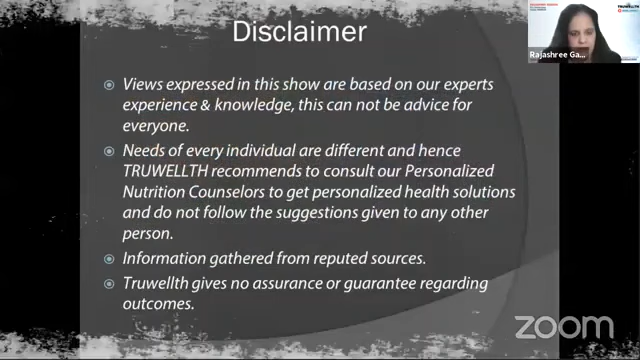 Disclaimer
Views expressed in this show are based on our experts
experience & knowledge, this can not be advice for
everyone.
Needs of every individual are different and hence
TRUWELLTH recommends to consult our Personalized
Nutrition Counselors to get personalized health solutions
and do not follow the suggestions given to any other
person.
Information gathered from reputed sources.
Truwellth gives no assurance or guarantee regarding
outcomes.
TRUWELLTH
Rajashree Ga...
zoom